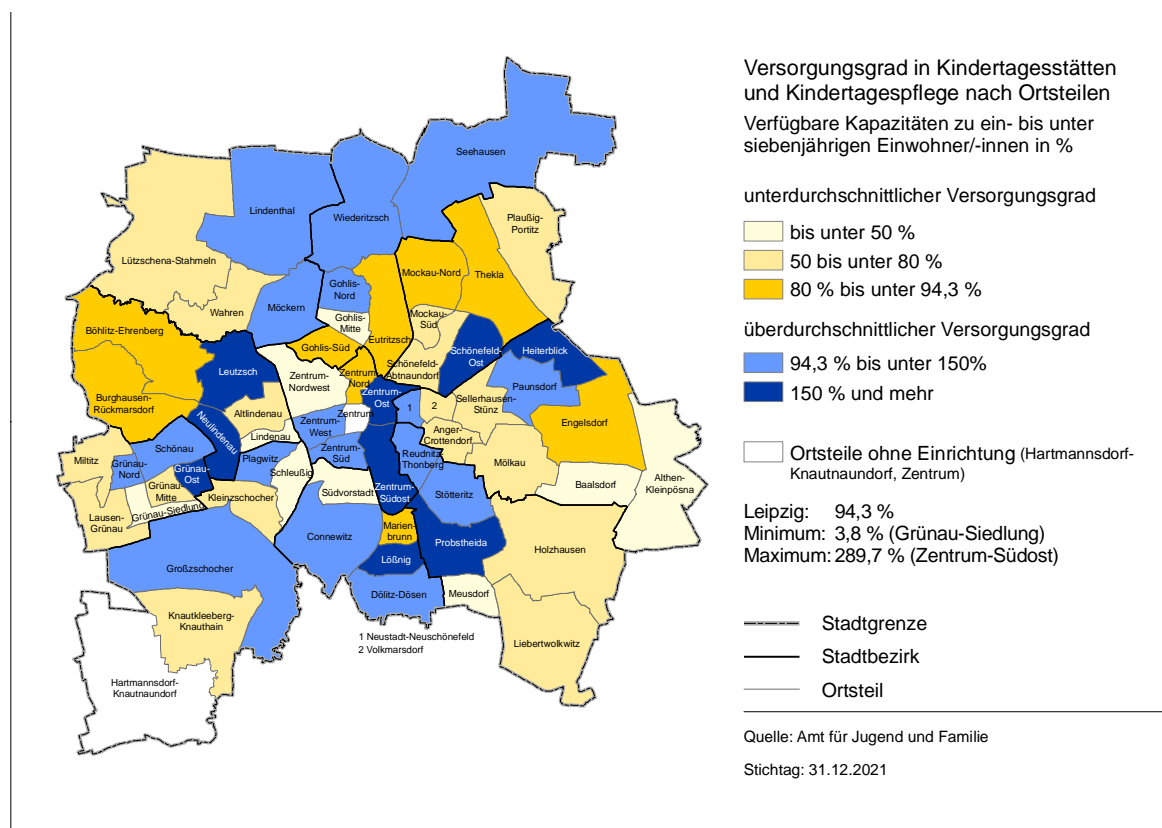 Versorgungsgrad in Kindertagesstätten
und Kindertagespflege nach Ortsteilen
Verfügbare Kapazitäten zu ein- bis unter
siebenjährigen Einwohner/-innen in %
unterdurchschnittlicher Versorgungsgrad
bis unter 50 %
50 bis unter 80 %
80 % bis unter 94,3 %
überdurchschnittlicher Versorgungsgrad
94,3 % bis unter 150%
150 % und mehr
Ortsteile ohne Einrichtung (Hartmannsdorf-
Knautnaundorf, Zentrum)
Leipzig: 94,3 %
Minimum: 3,8 % (Grünau-Siedlung)
Maximum: 289,7 % (Zentrum-Südost)
Stadtgrenze
Stadtbezirk
Ortsteil
Quelle: Amt für Jugend und Familie
Stichtag: 31.12.2021
Seehausen
Lindenthal
Wiederitzsch
Plaußig-
Portitz
Lützschena-Stahmeln
Mockau-Nord
Thekla
Gohlis-
Nord
Möckern
Wahren
Gohlis-
Mitte
Mockau-
Süd
Böhlitz-Ehrenberg
Eutritzsch
Gohlis-Süd
Schönefeld-
Ost
Heiterblick
Schönefeld-
Abtnaundorf
Leutzsch
Zentrum-
Nordwest
Zentrum-
Nord
Paunsdorf
Burghausen-
Rückmarsdorf
Zentrum-
Ost
Sellerhausen-
Stünz
Altlindenau
Neulindenau
Zentrum-
West
Zentrum
1
2
Engelsdorf
Lindenau
Anger-
Crottendorf
Schönau
Zentrum-
Süd
Reudnitz-
Thonberg
Miltitz
Grünau-
Nord
Plagwitz
Schleußig
Mölkau
Grünau-
Ost
Baalsdorf
Althen-
Kleinpösna
Grünau-
Mitte
Südvorstadt
Zentrum-
Südost
Stötteritz
Kleinzschocher
Grünau-Siedlung
Lausen-
Grünau
Marien-
brunn
Connewitz
Probstheida
Holzhausen
Lößnig
Großzschocher
Dölitz-Dösen
Meusdorf
Knautkleeberg-
Knauthain
Liebertwolkwitz
1 Neustadt-Neuschönefeld
2 Volkmarsdorf
Hartmannsdorf-
Knautnaundorf